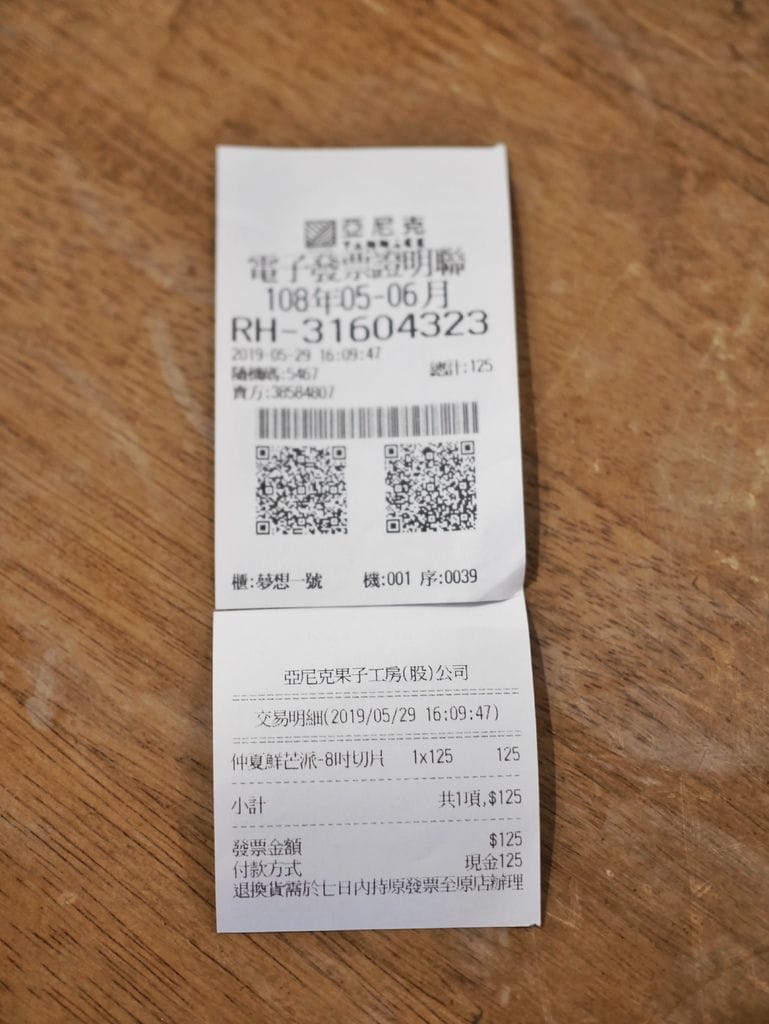 亞尼克
YANNICK
電子發票證明聯
108年05-06月
RH-31604323
2019-05-29 16:09:47
隨機碼:5467 總計:125
賣方:38584807
櫃:夢想一號 機:001 序:0039
亞尼克果子工房(股)公司
交易明細(2019/05/29 16:09:47)
仲夏鮮芒派-8吋切片 1x125 125
小計 共1項,$125
發票金額 $125
付款方式 現金125
退換貨需於七日內持原發票至原店辦理